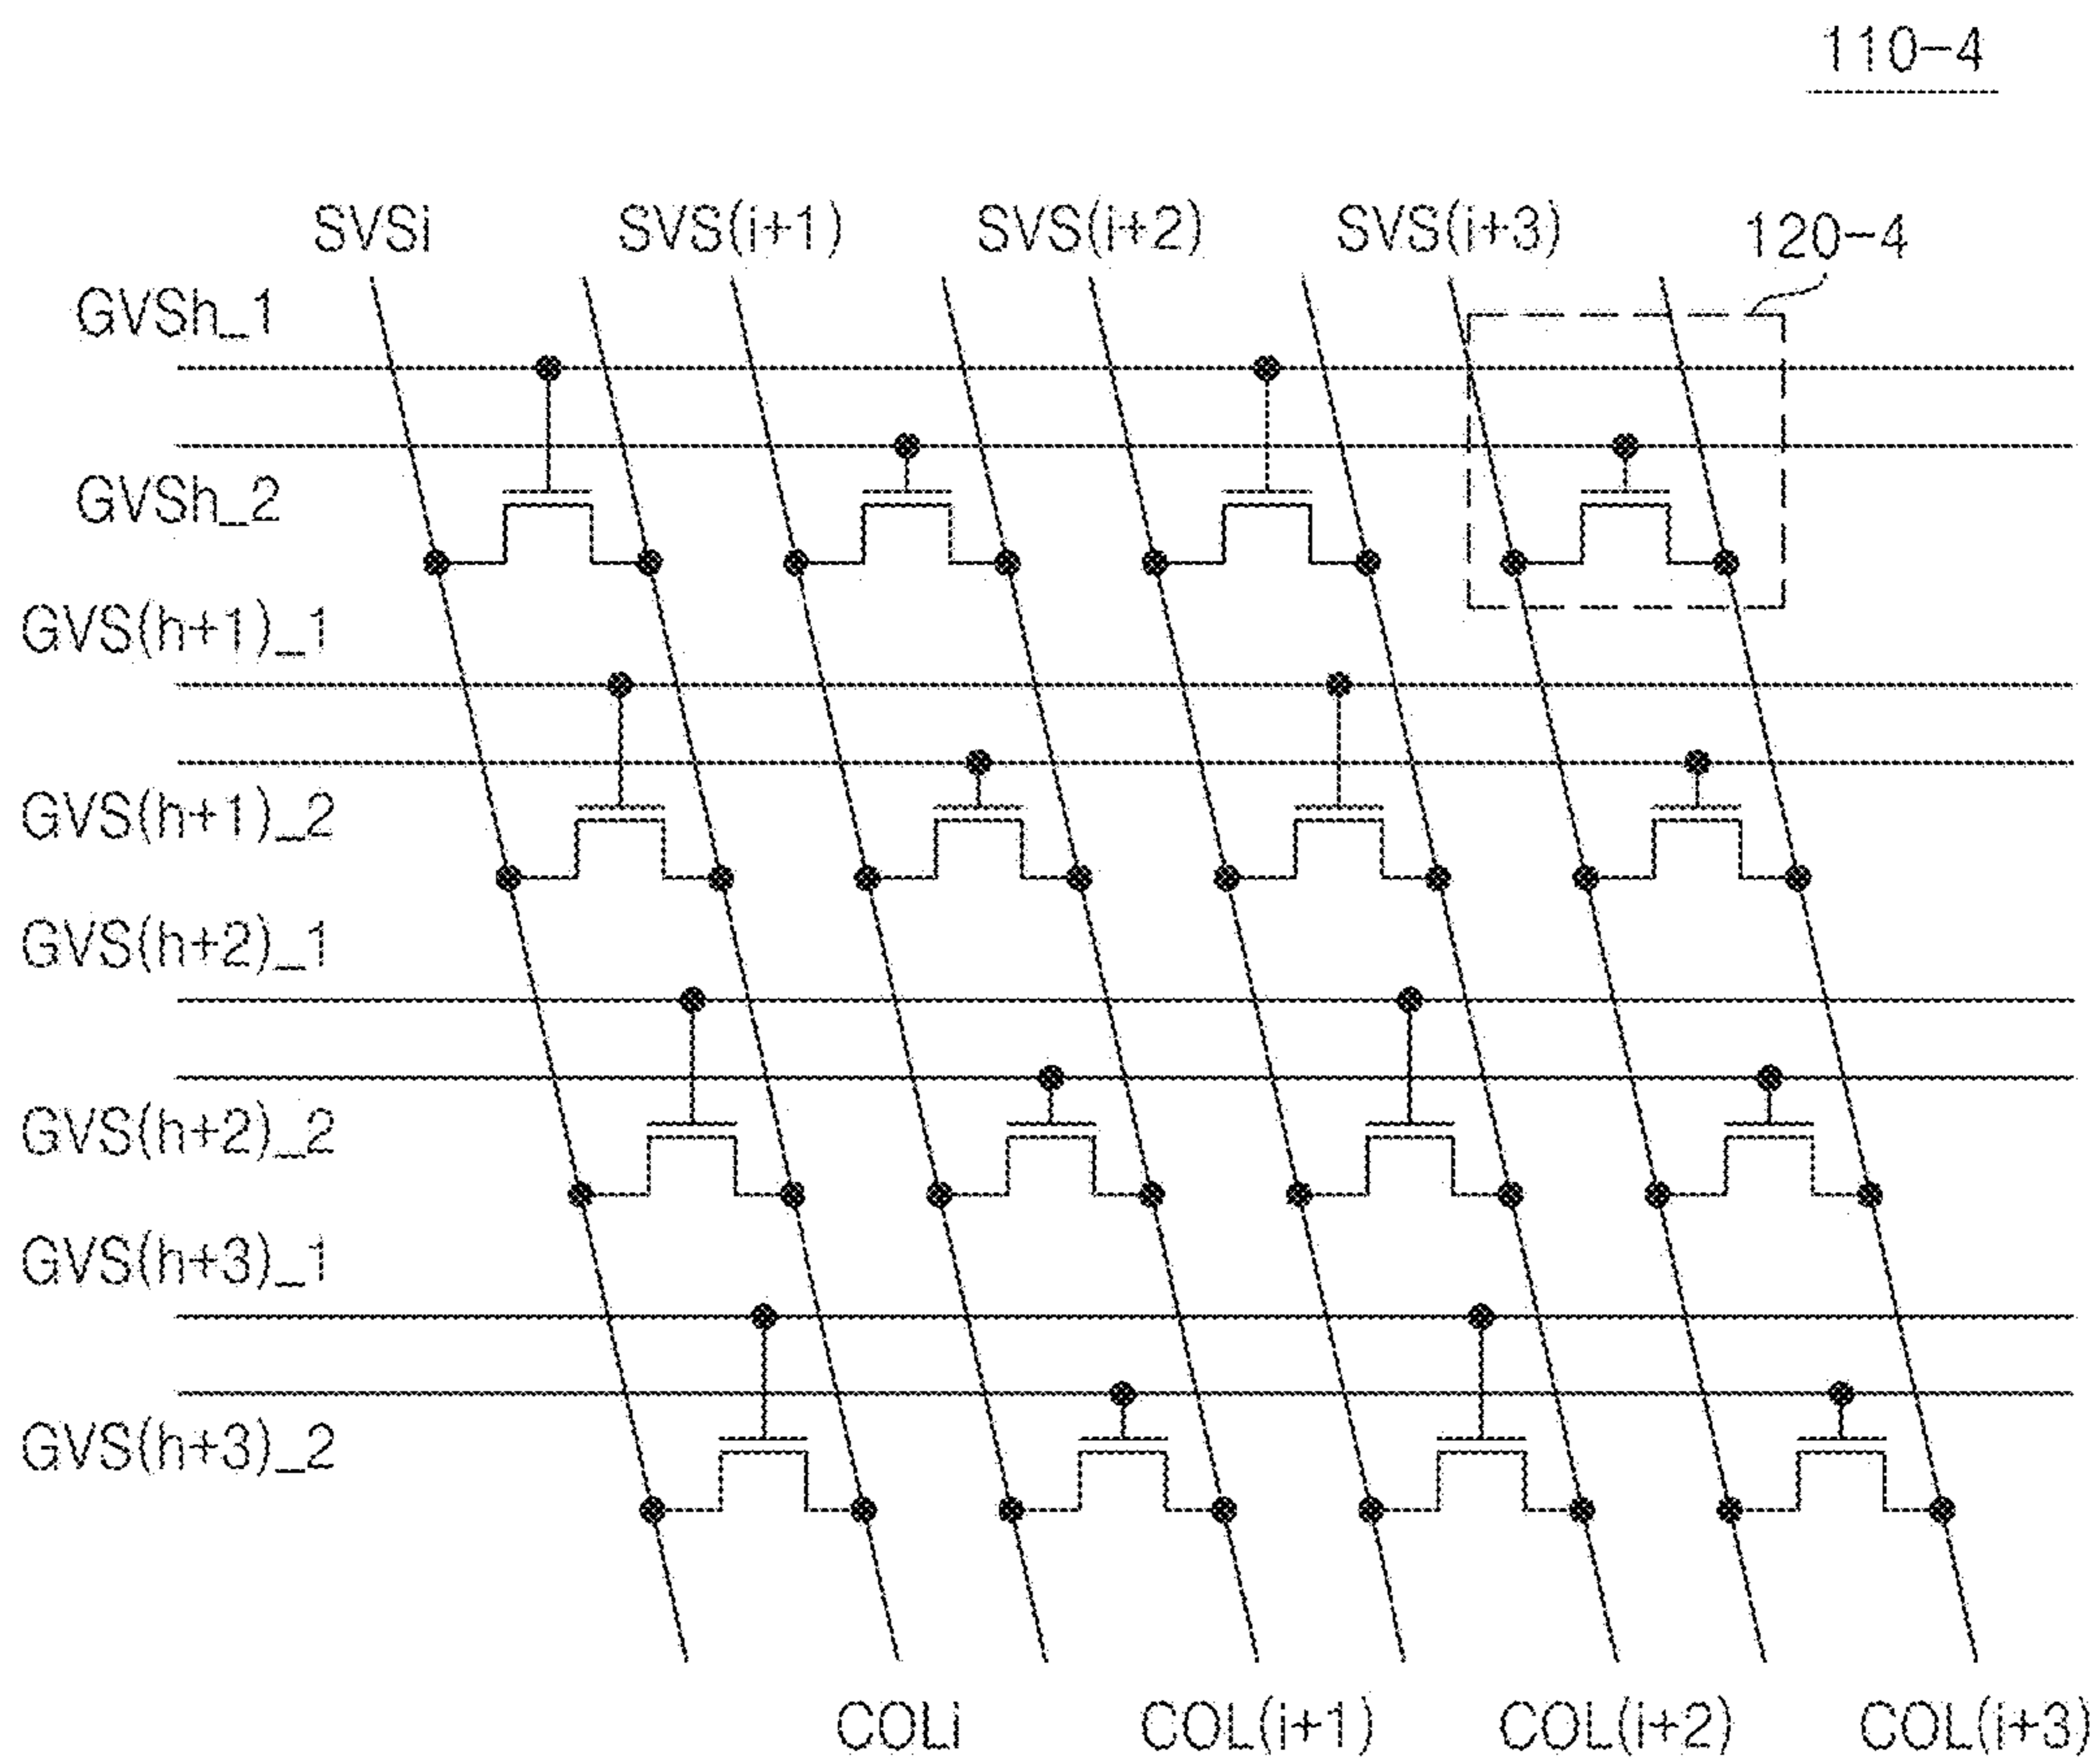 110-4
SVSi SVS(i+1) SVS(i+2) SVS(i+3) 120-4
GVSh_1
GVSh_2
GVS(h+1)_1
GVS(h+1)_2
GVS(h+2)_1
GVS(h+2)_2
GVS(h+3)_1
GVS(h+3)_2
COLi COL(i+1) COL(i+2) COL(i+3)